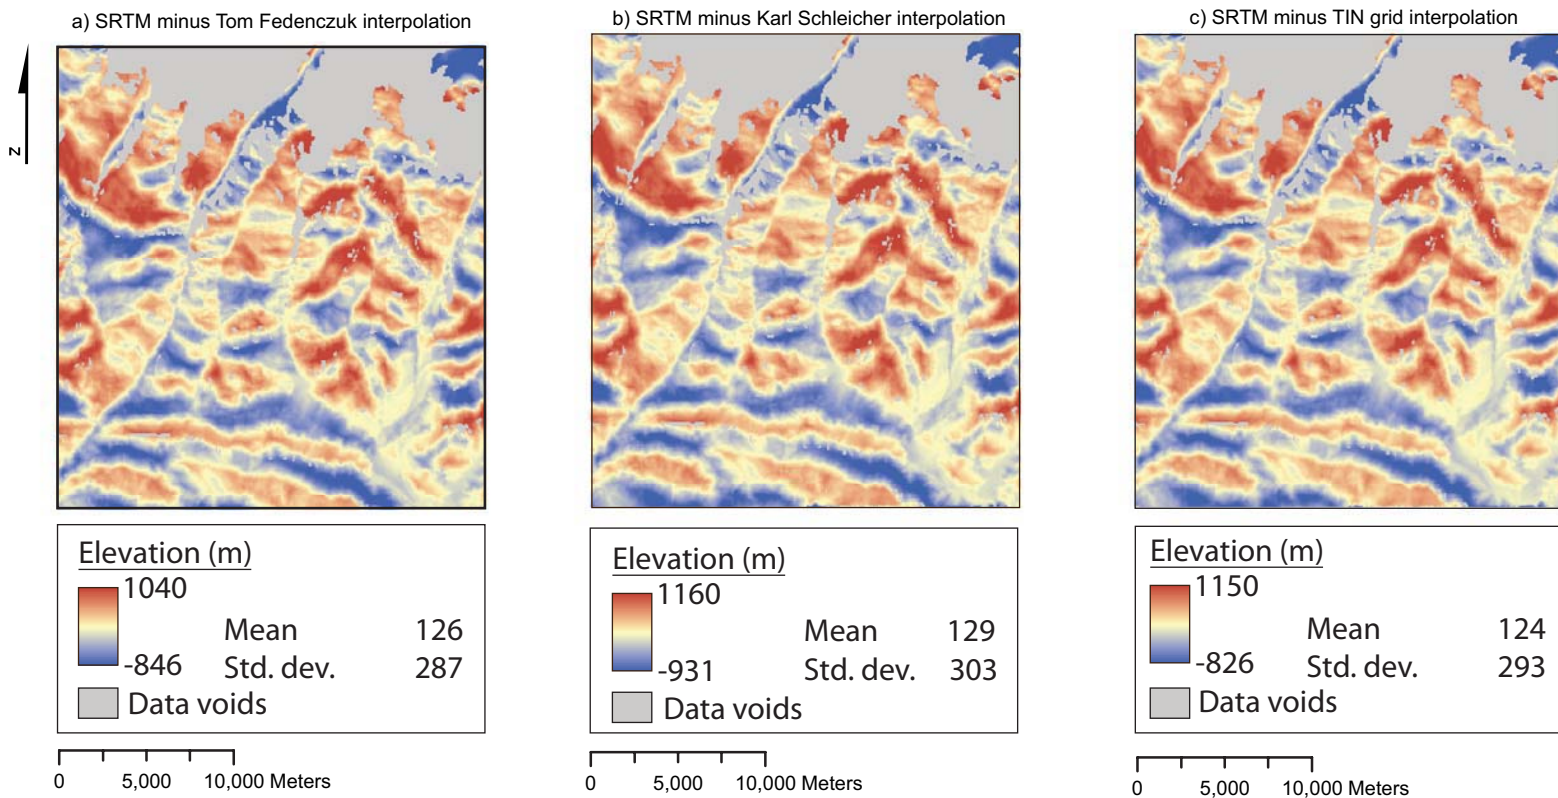 a) SRTM minus Tom Fedenczuk interpolation
b) SRTM minus Karl Schleicher interpolation
c) SRTM minus TIN grid interpolation
N
Elevation (m)
1040
-846
Mean 126
Std. dev. 287
Data voids
0 5,000 10,000 Meters
Elevation (m)
1160
-931
Mean 129
Std. dev. 303
Data voids
0 5,000 10,000 Meters
Elevation (m)
1150
-826
Mean 124
Std. dev. 293
Data voids
0 5,000 10,000 Meters